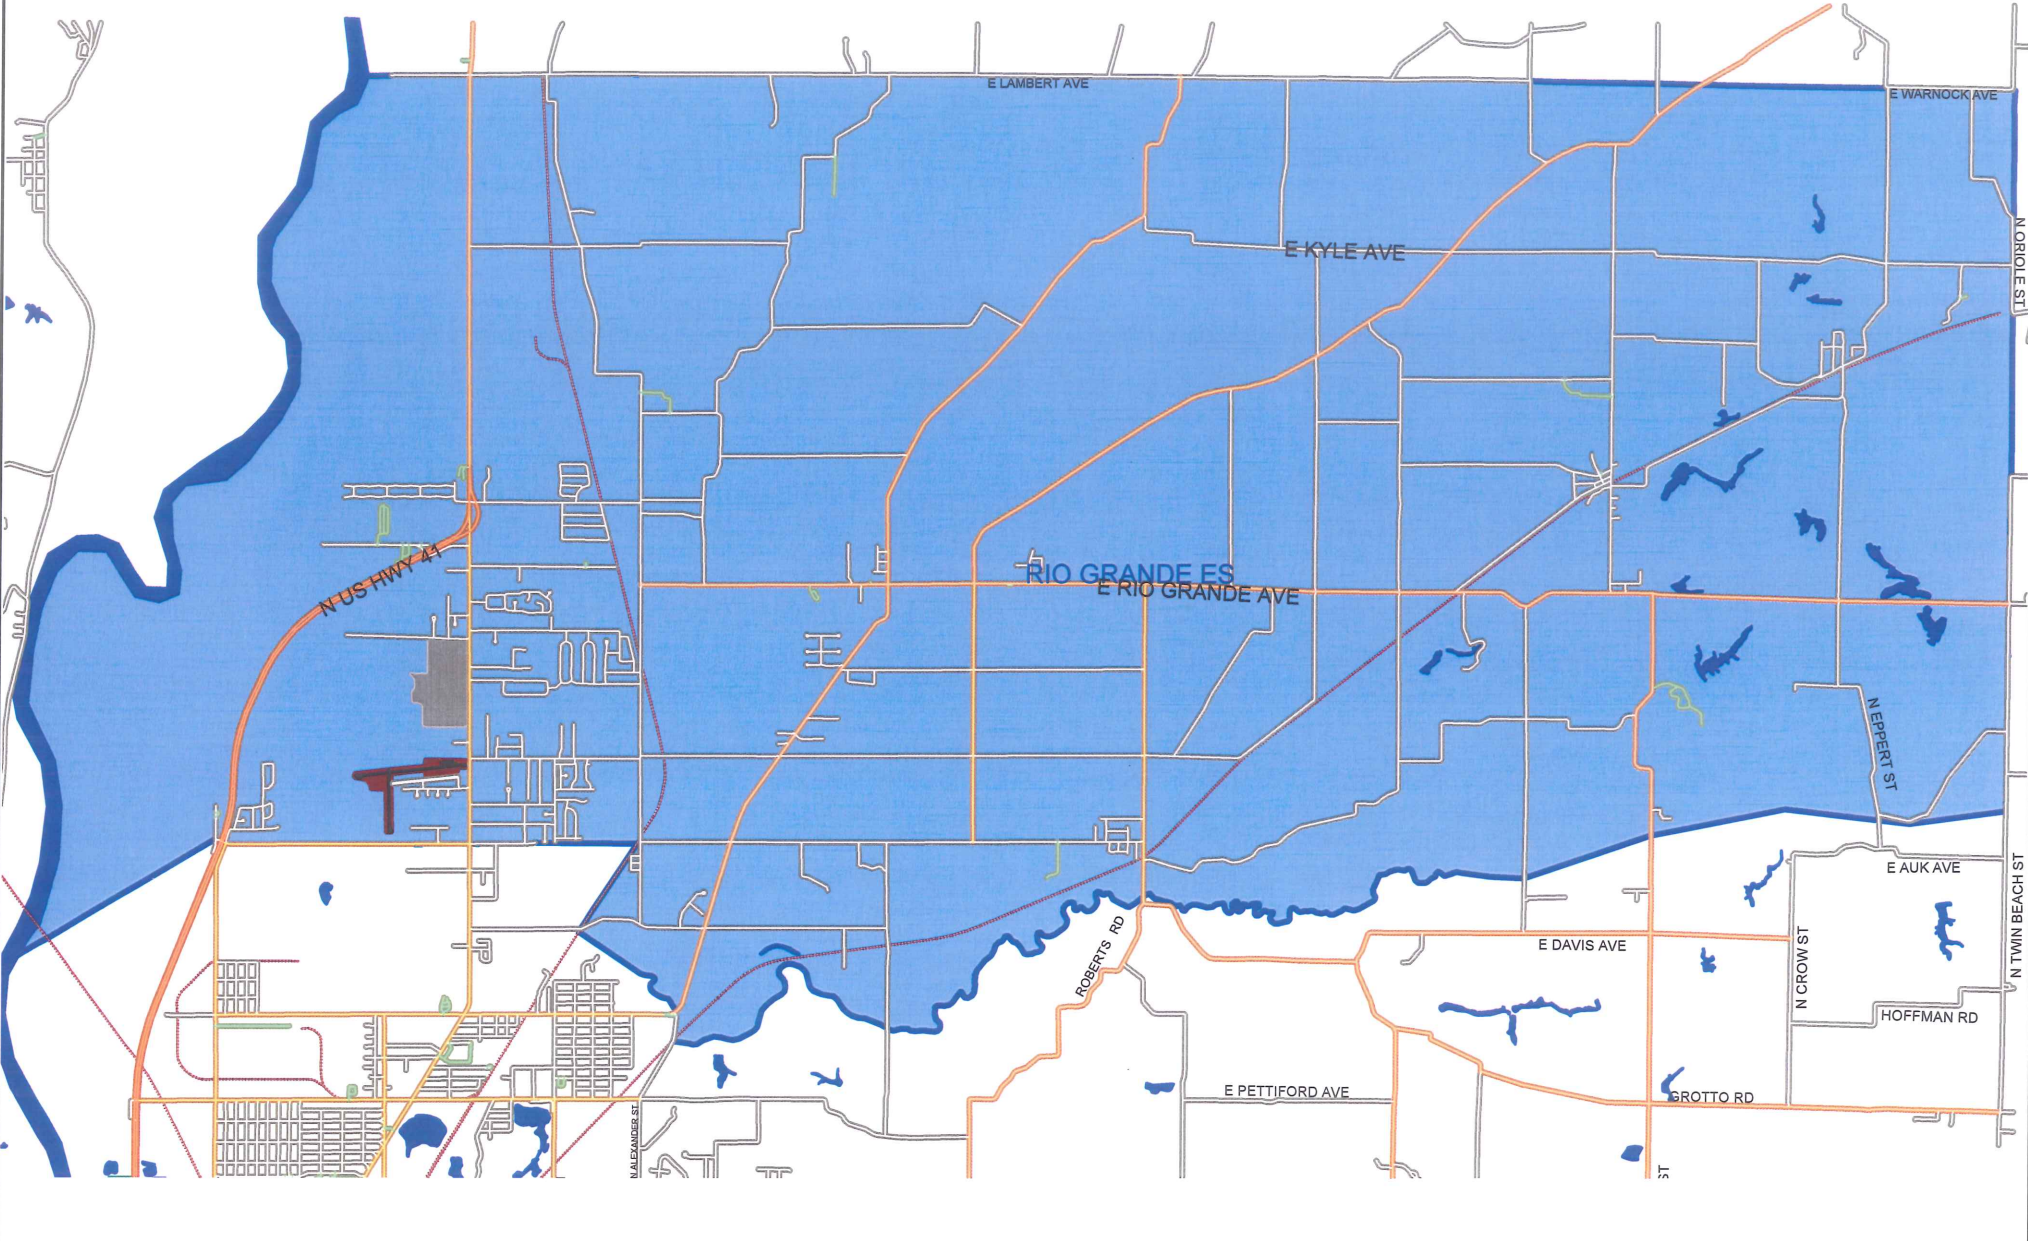 E LAMBERT AVE
E WARNOCK AVE
N ORIOLE ST
E KYLE AVE
N US HWY 41
RIO GRANDE ES
E RIO GRANDE AVE
N EPPERT ST
E AUK AVE
N TWIN BEACH ST
ROBERTS RD
E DAVIS AVE
N CROW ST
HOFFMAN RD
E PETTIFORD AVE
GROTTO RD
N ALEXANDER ST
ST